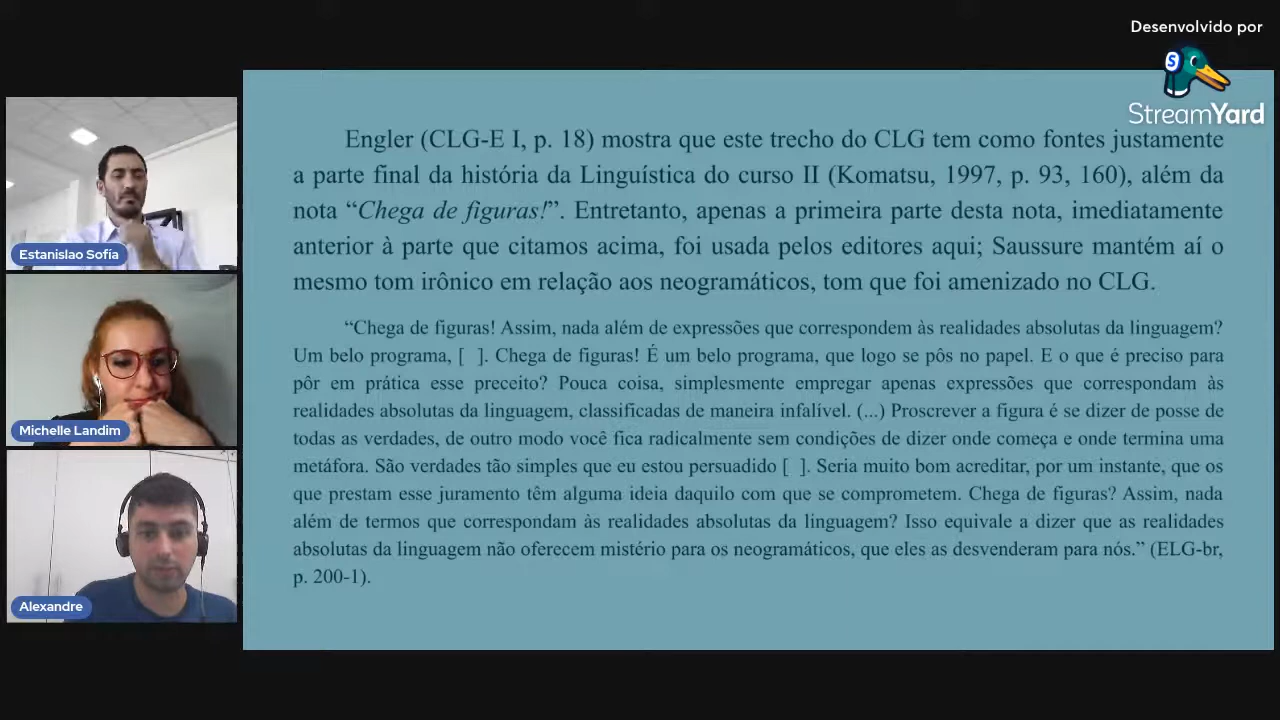 Desenvolvido por
StreamYard
Engler (CLG-E I, p. 18) mostra que este trecho do CLG tem como fontes justamente
a parte final da história da Linguística do curso II (Komatsu, 1997, p. 93, 160), além da
nota “Chega de figuras!”. Entretanto, apenas a primeira parte desta nota, imediatamente
anterior à parte que citamos acima, foi usada pelos editores aqui; Saussure mantém aí o
mesmo tom irônico em relação aos neogramáticos, tom que foi amenizado no CLG.
“Chega de figuras! Assim, nada além de expressões que correspondem às realidades absolutas da linguagem?
Um belo programa, [  ]. Chega de figuras! É um belo programa, que logo se pôs no papel. E o que é preciso para
pôr em prática esse preceito? Pouca coisa, simplesmente empregar apenas expressões que correspondam às
realidades absolutas da linguagem, classificadas de maneira infalível. (...) Proscrever a figura é se dizer de posse de
todas as verdades, de outro modo você fica radicalmente sem condições de dizer onde começa e onde termina uma
metáfora. São verdades tão simples que eu estou persuadido [  ]. Seria muito bom acreditar, por um instante, que os
que prestam esse juramento têm alguma ideia daquilo com que se comprometem. Chega de figuras? Assim, nada
além de termos que correspondam às realidades absolutas da linguagem? Isso equivale a dizer que as realidades
absolutas da linguagem não oferecem mistério para os neogramáticos, que eles as desvenderam para nós.” (ELG-br,
p. 200-1).
Estanislao Sofía
Michelle Landim
Alexandre